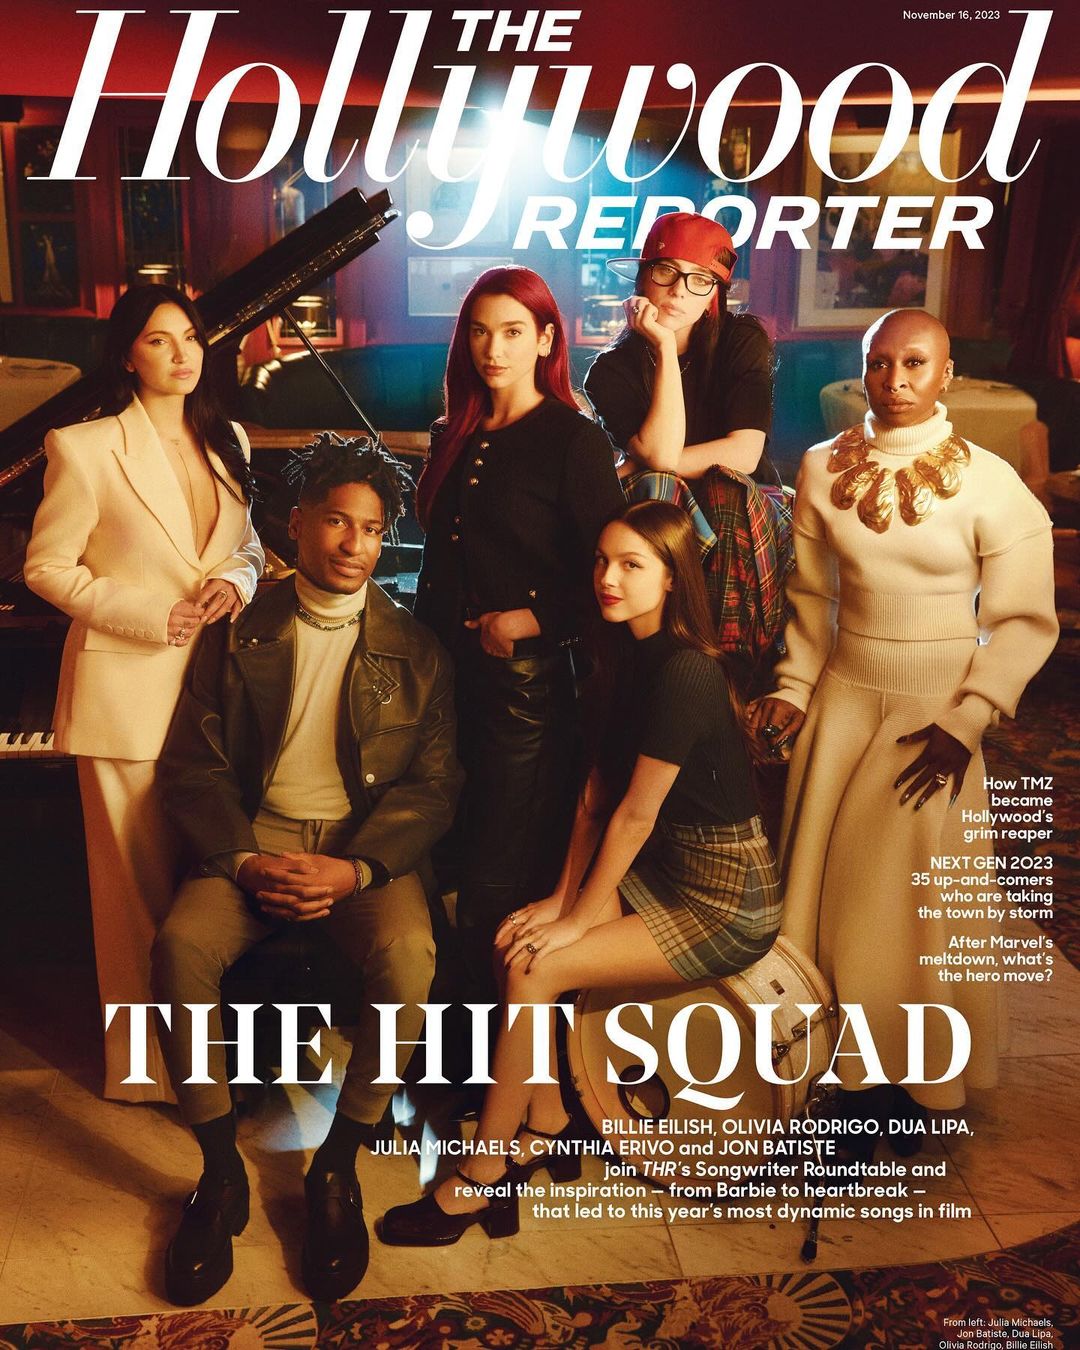 November 16, 2023
THE
Hollywood
REPORTER
How TMZ
became
Hollywood's
grim reaper
NEXT GEN 2023
35 up-and-comers
who are taking
the town by storm
After Marvel's
meltdown, what's
the hero move?
THE HIT SQUAD
BILLIE EILISH, OLIVIA RODRIGO, DUA LIPA,
JULIA MICHAELS, CYNTHIA ERIVO and JON BATISTE
join THR's Songwriter Roundtable and
reveal the inspiration — from Barbie to heartbreak —
that led to this year's most dynamic songs in film
From left: Julia Michaels,
Jon Batiste, Dua Lipa,
Olivia Rodrigo, Billie Eilish